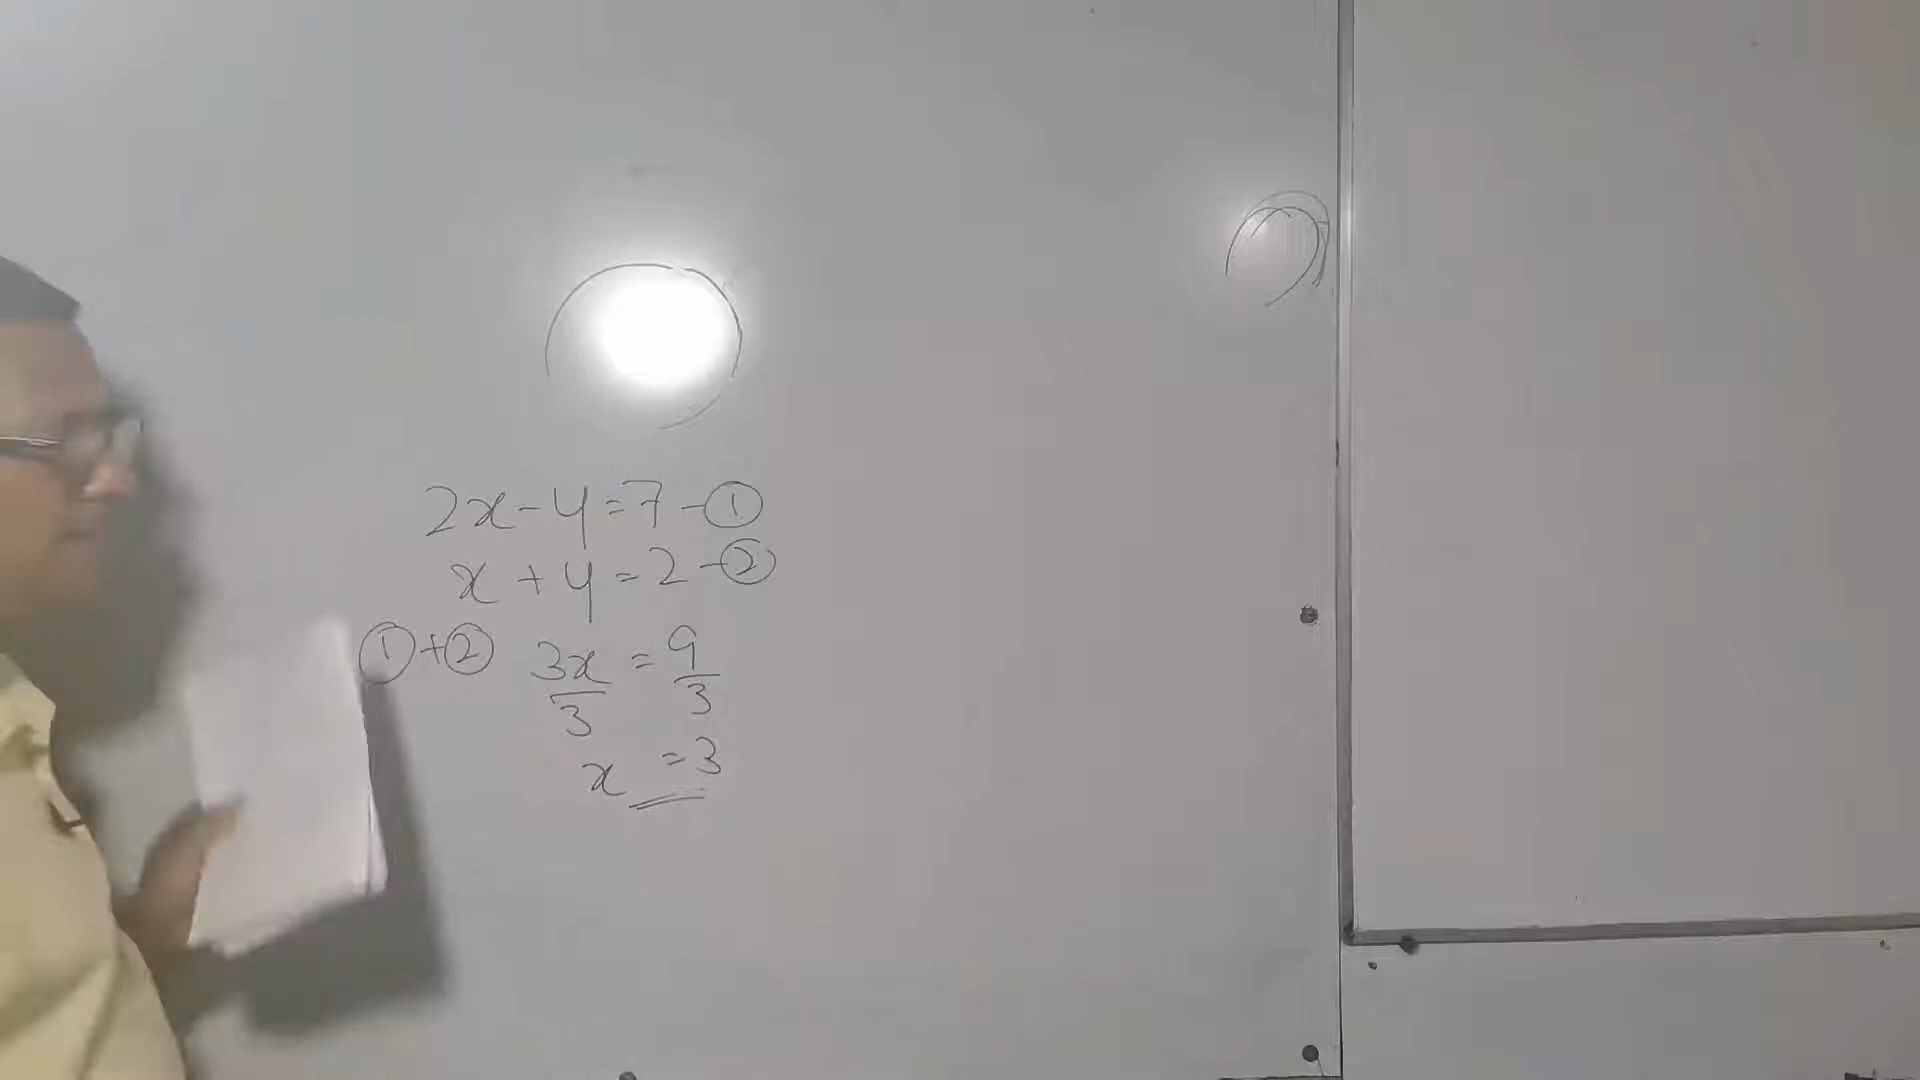 2x - y = 7 - ①
x + y = 2 - ②
① + ② 3x/3 = 9/3
x = 3